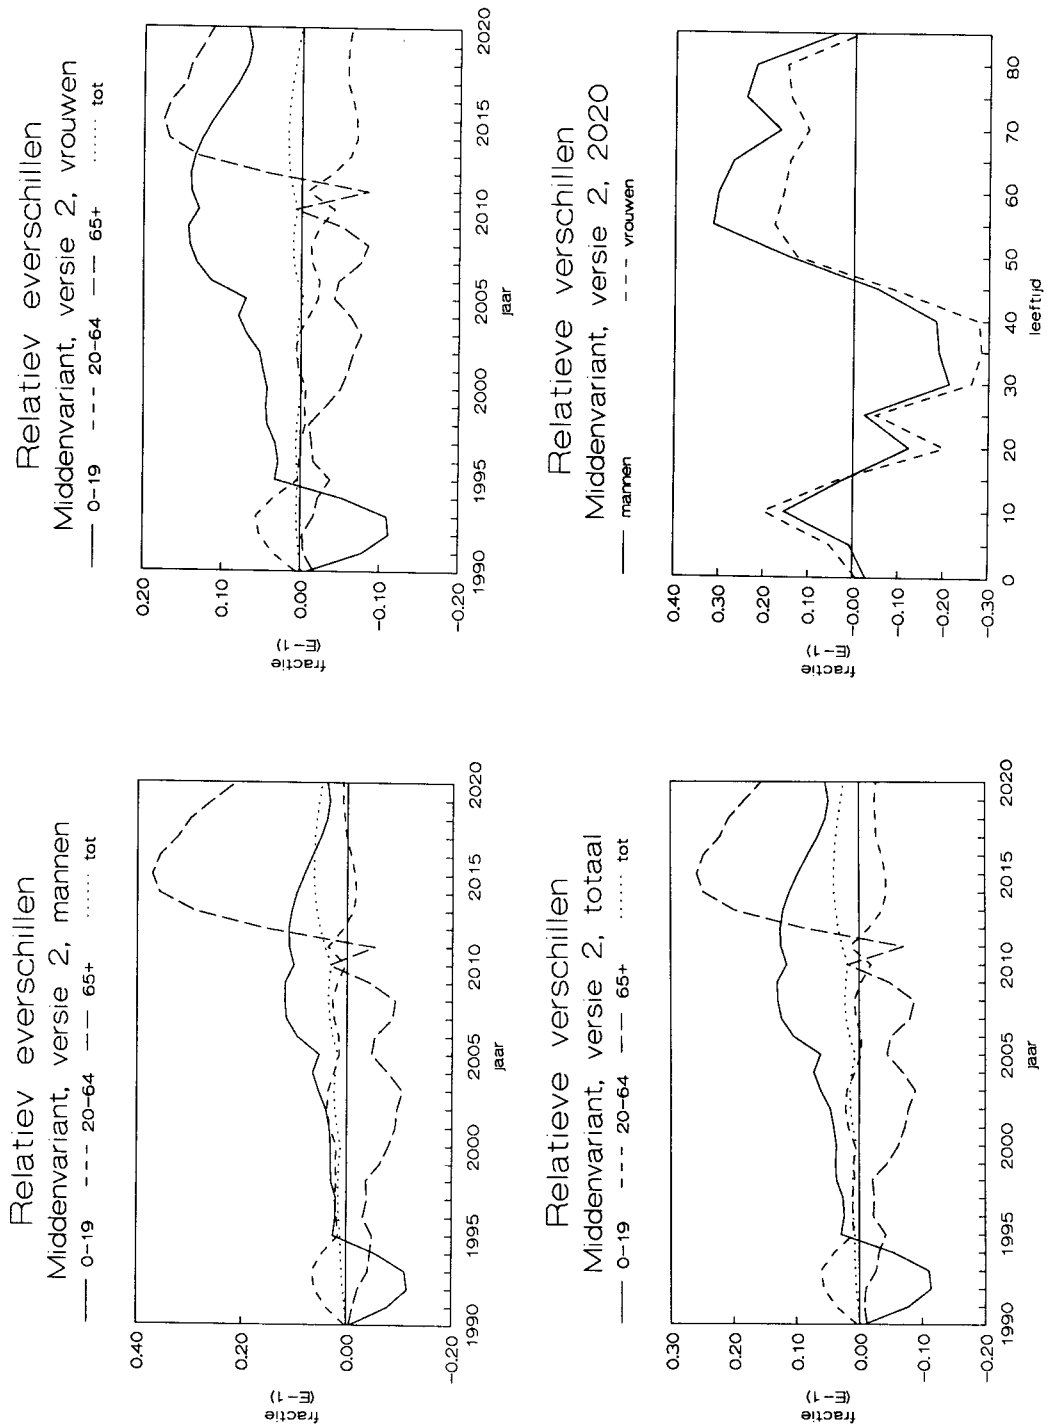 Relatiev everschillen
Middenvariant, versie 2, mannen
0-19 20-64 65+ tot
0.40
0.20
0.00
-0.20
fractie
(E-1)
1990 1995 2000 2005 2010 2015 2020
jaar
Relatiev everschillen
Middenvariant, versie 2, vrouwen
0-19 20-64 65+ tot
0.20
0.10
0.00
-0.10
-0.20
fractie
(E-1)
1990 1995 2000 2005 2010 2015 2020
jaar
Relatieve verschillen
Middenvariant, versie 2, totaal
0-19 20-64 65+ tot
0.30
0.20
0.10
0.00
-0.10
-0.20
fractie
(E-1)
1990 1995 2000 2005 2010 2015 2020
jaar
Relatieve verschillen
Middenvariant, versie 2, 2020
mannen vrouwen
0.40
0.30
0.20
0.10
-0.00
-0.10
-0.20
-0.30
fractie
(E-1)
0 10 20 30 40 50 60 70 80
leeftijd